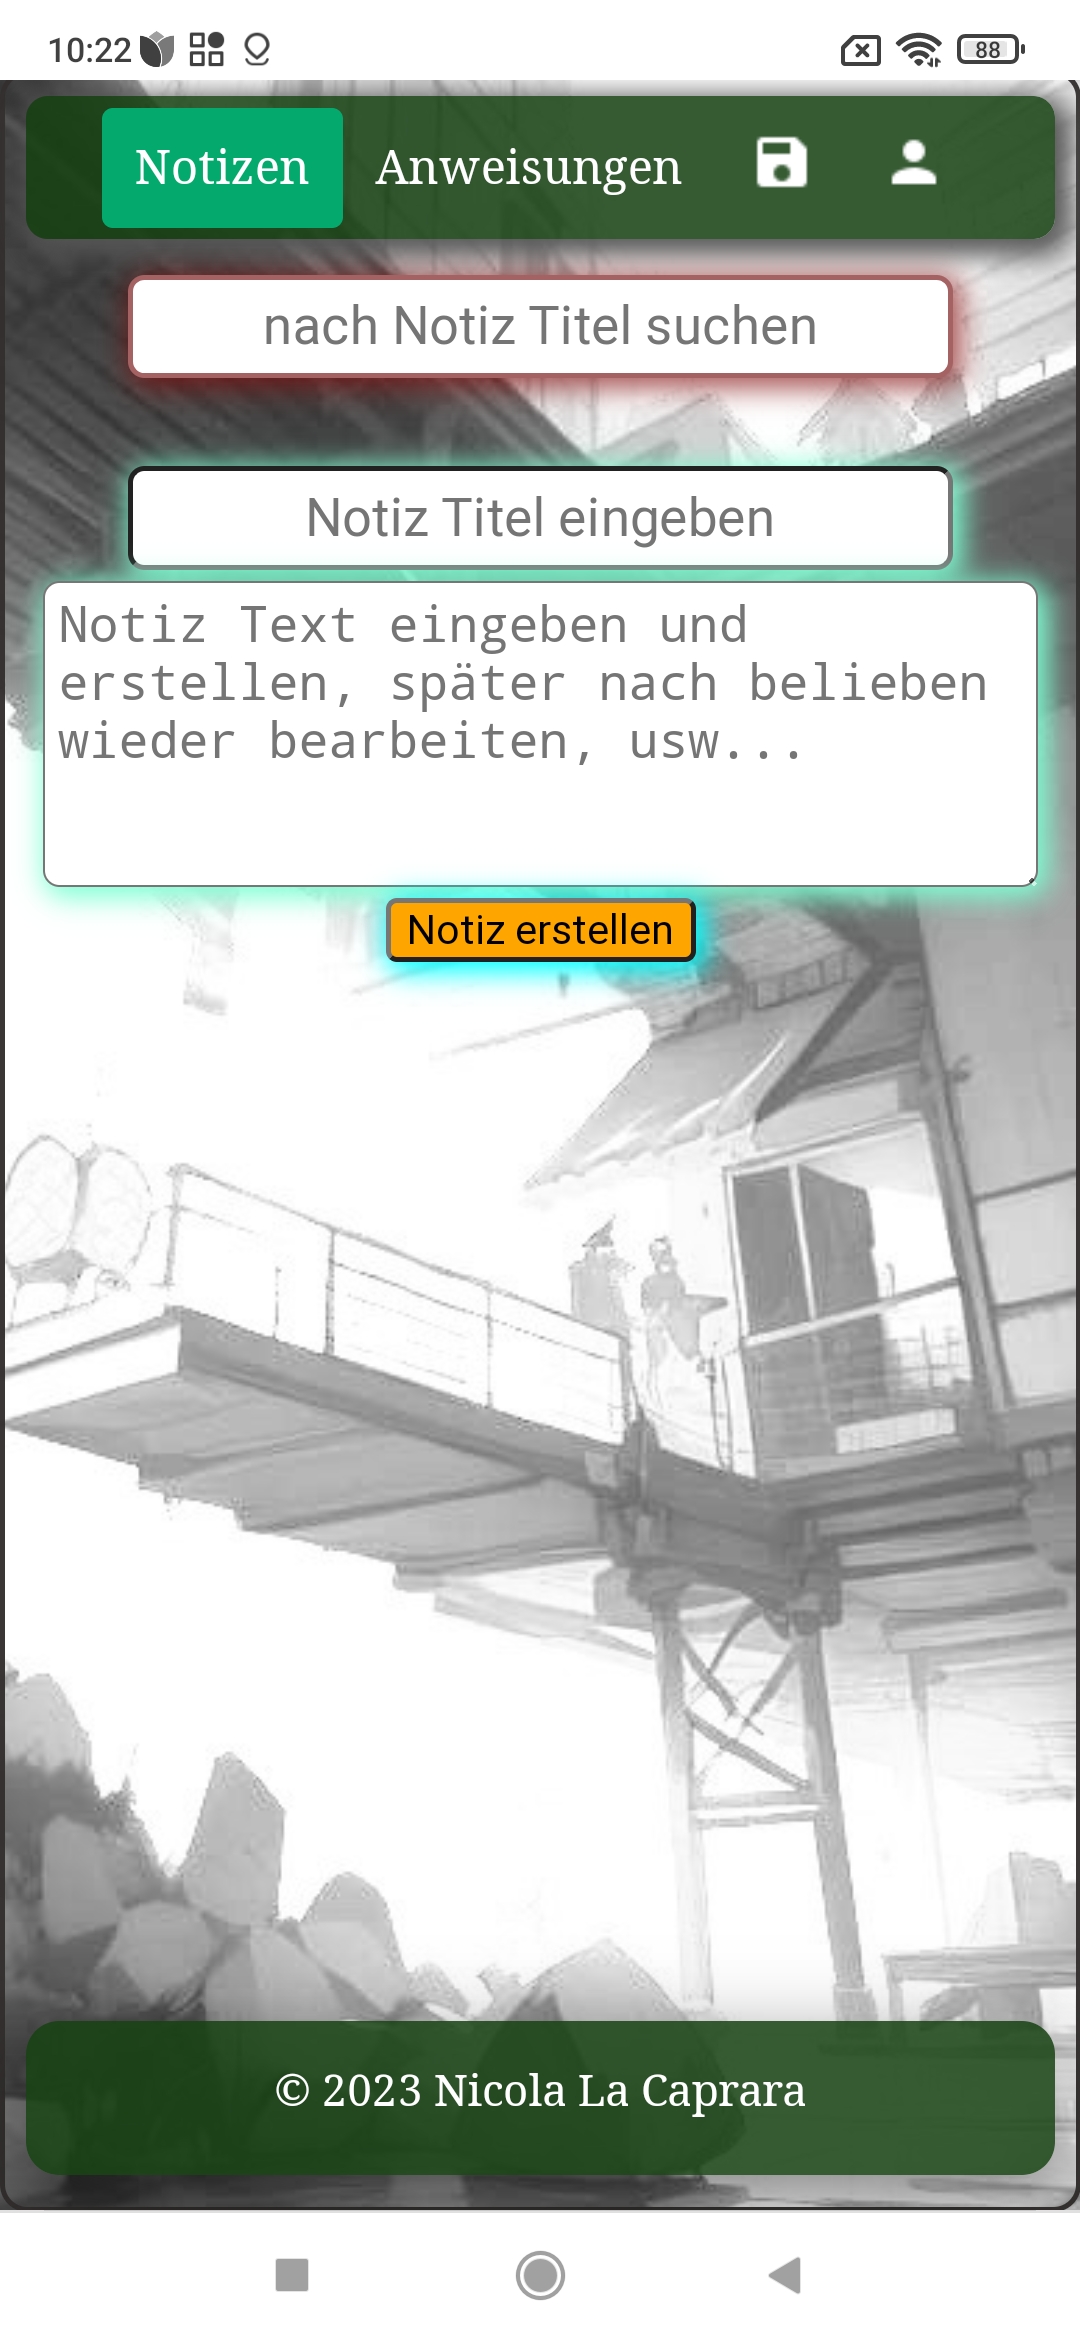 10:22
88
Notizen Anweisungen
nach Notiz Titel suchen
Notiz Titel eingeben
Notiz Text eingeben und
erstellen, später nach belieben
wieder bearbeiten, usw...
Notiz erstellen
© 2023 Nicola La Caprara